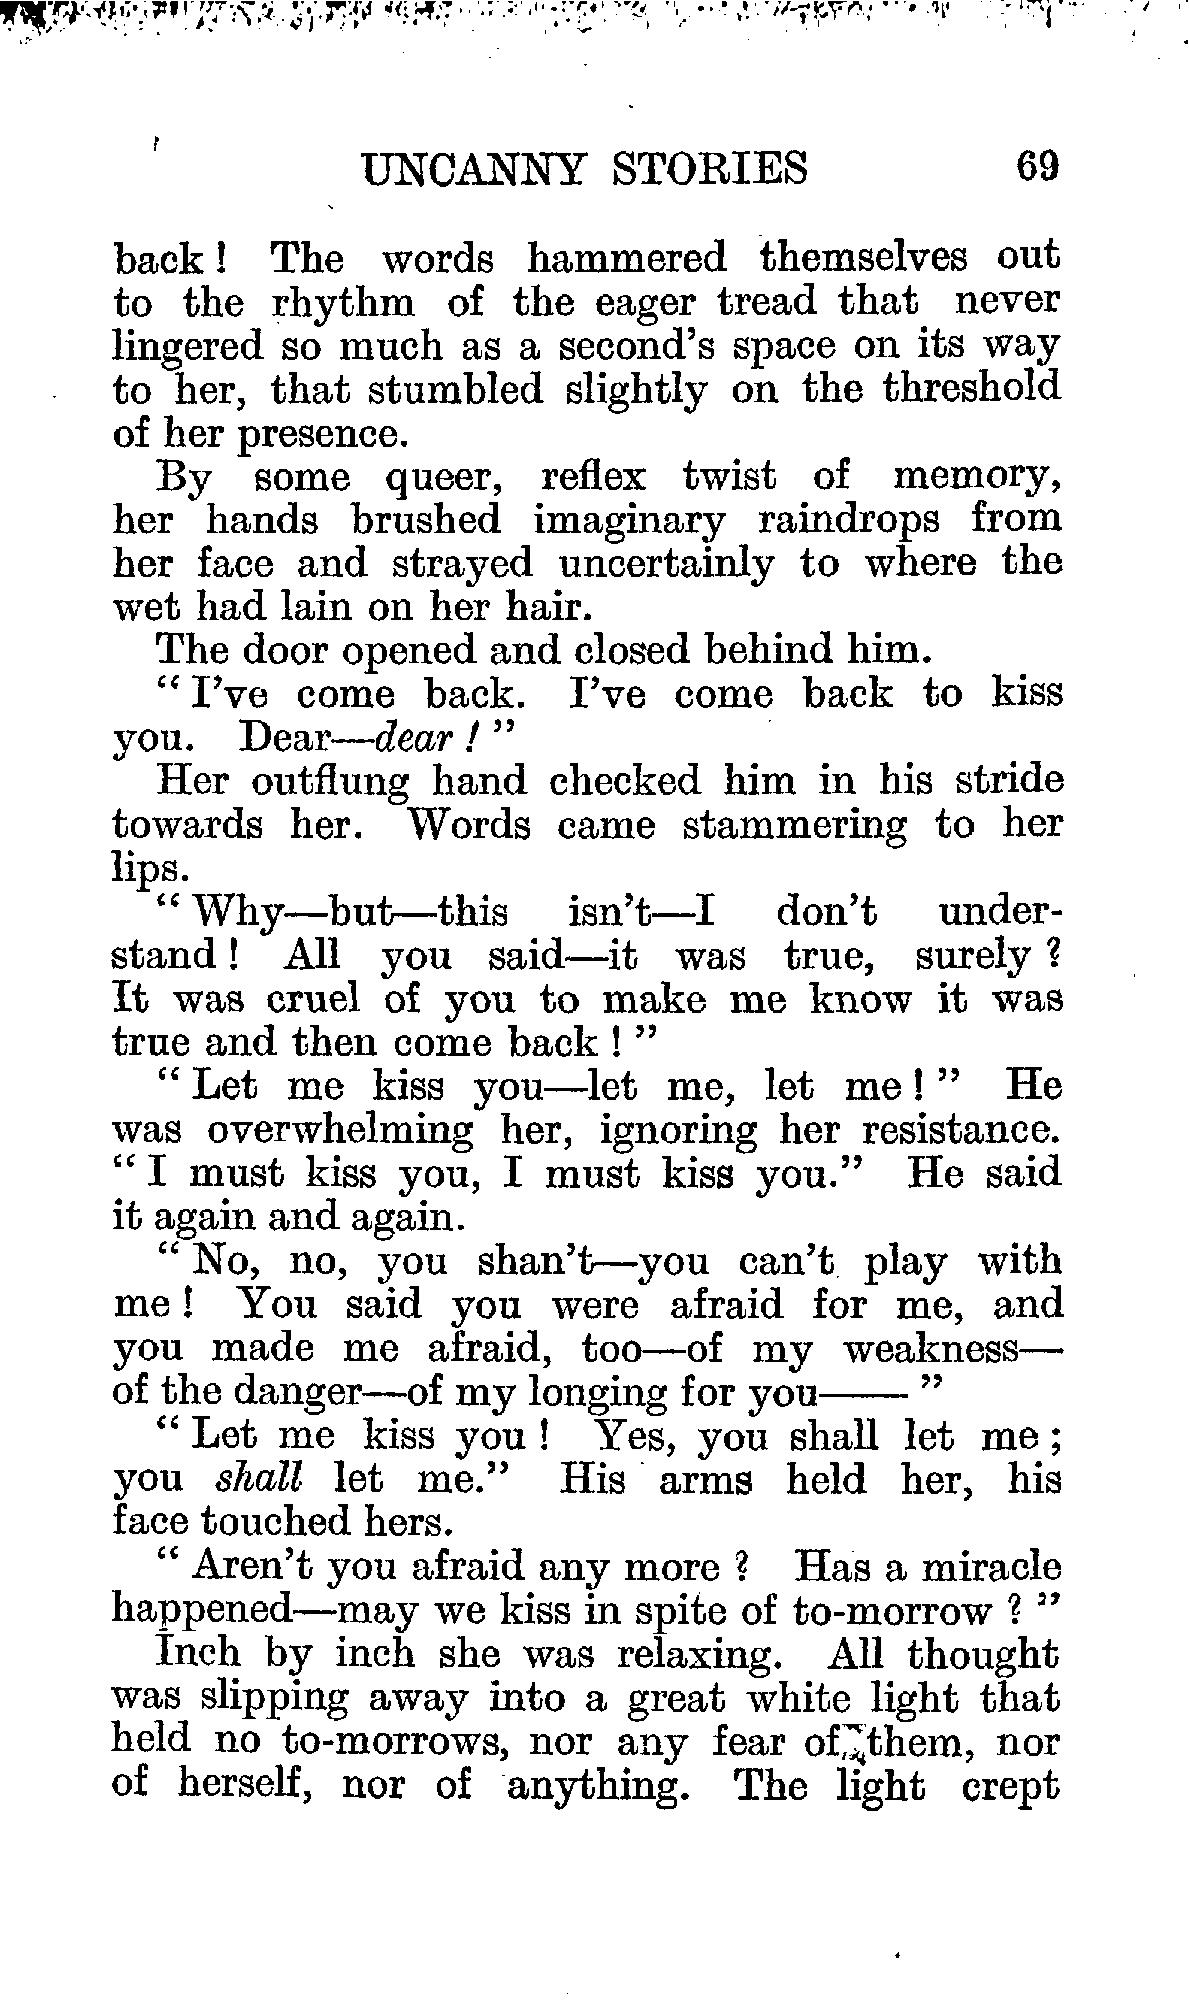 UNCANNY STORIES 69
back! The words hammered themselves out
to the rhythm of the eager tread that never
lingered so much as a second's space on its way
to her, that stumbled slightly on the threshold
of her presence.
By some queer, reflex twist of memory,
her hands brushed imaginary raindrops from
her face and strayed uncertainly to where the
wet had lain on her hair.
The door opened and closed behind him.
"I've come back. I've come back to kiss
you. Dear—dear!"
Her outflung hand checked him in his stride
towards her. Words came stammering to her
lips.
"Why—but—this isn't—I don't under-
stand! All you said—it was true, surely?
It was cruel of you to make me know it was
true and then come back!"
"Let me kiss you—let me, let me!" He
was overwhelming her, ignoring her resistance.
"I must kiss you, I must kiss you." He said
it again and again.
"No, no, you shan't—you can't play with
me! You said you were afraid for me, and
you made me afraid, too—of my weakness—
of the danger—of my longing for you——"
"Let me kiss you! Yes, you shall let me;
you shall let me." His arms held her, his
face touched hers.
"Aren't you afraid any more? Has a miracle
happened—may we kiss in spite of to-morrow?"
Inch by inch she was relaxing. All thought
was slipping away into a great white light that
held no to-morrows, nor any fear of them, nor
of herself, nor of anything. The light crept